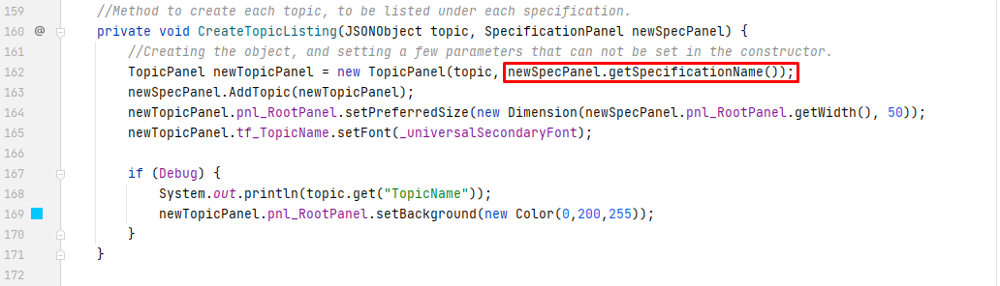 159 //Method to create each topic, to be listed under each specification.
160 @ private void CreateTopicListing(JSONObject topic, SpecificationPanel newSpecPanel) {
161 //Creating the object, and setting a few parameters that can not be set in the constructor.
162 TopicPanel newTopicPanel = new TopicPanel(topic, newSpecPanel.getSpecificationName());
163 newSpecPanel.AddTopic(newTopicPanel);
164 newTopicPanel.pnl_RootPanel.setPreferredSize(new Dimension(newSpecPanel.pnl_RootPanel.getWidth(), 50));
165 newTopicPanel.tf_TopicName.setFont(_universalSecondaryFont);
166
167 if (Debug) {
168 System.out.println(topic.get("TopicName"));
169 newTopicPanel.pnl_RootPanel.setBackground(new Color(0,200,255));
170 }
171 }
172